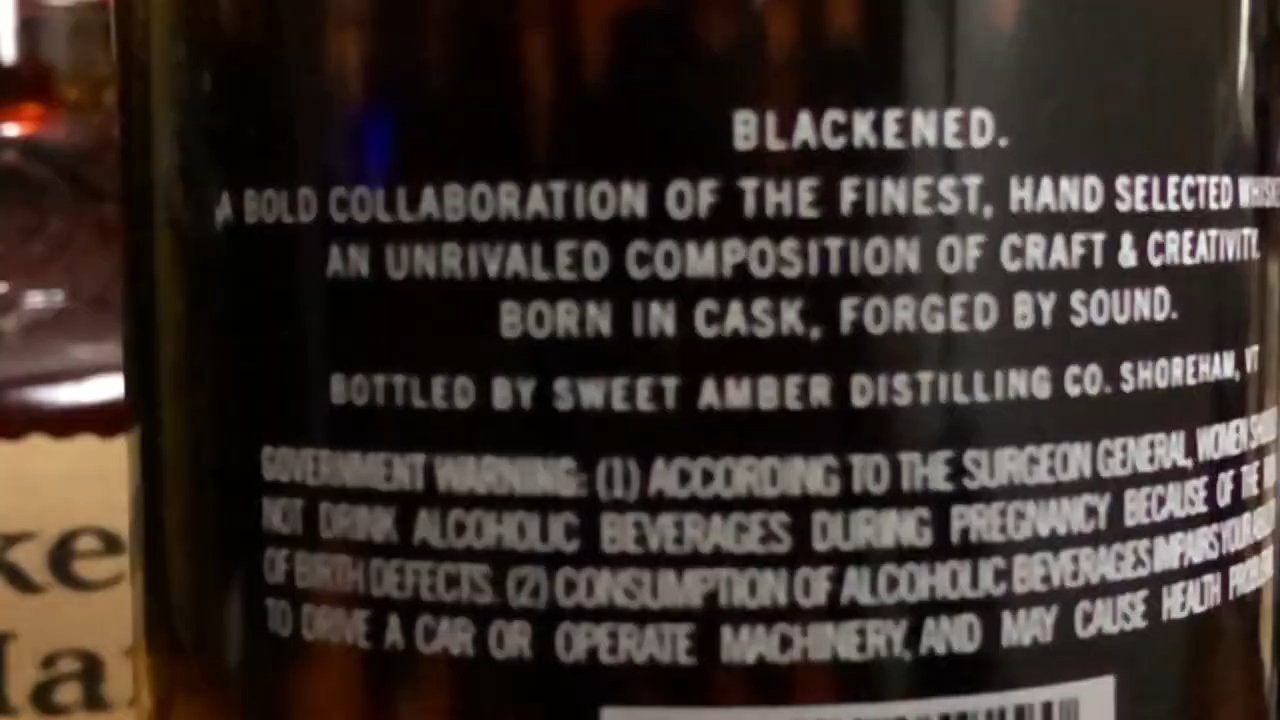 BLACKENED.
A BOLD COLLABORATION OF THE FINEST, HAND SELECTED
AN UNRIVALED COMPOSITION OF CRAFT & CREATIVITY.
BORN IN CASK, FORGED BY SOUND.
BOTTLED BY SWEET AMBER DISTILLING CO. SHOREHAM, VT
GOVERNMENT WARNING: (1) ACCORDING TO THE SURGEON GENERAL, WOMEN
NOT DRINK ALCOHOLIC BEVERAGES DURING PREGNANCY BECAUSE OF THE
OF BIRTH DEFECTS. (2) CONSUMPTION OF ALCOHOLIC BEVERAGES IMPAIRS YOUR
TO DRIVE A CAR OR OPERATE MACHINERY, AND MAY CAUSE HEALTH
ke